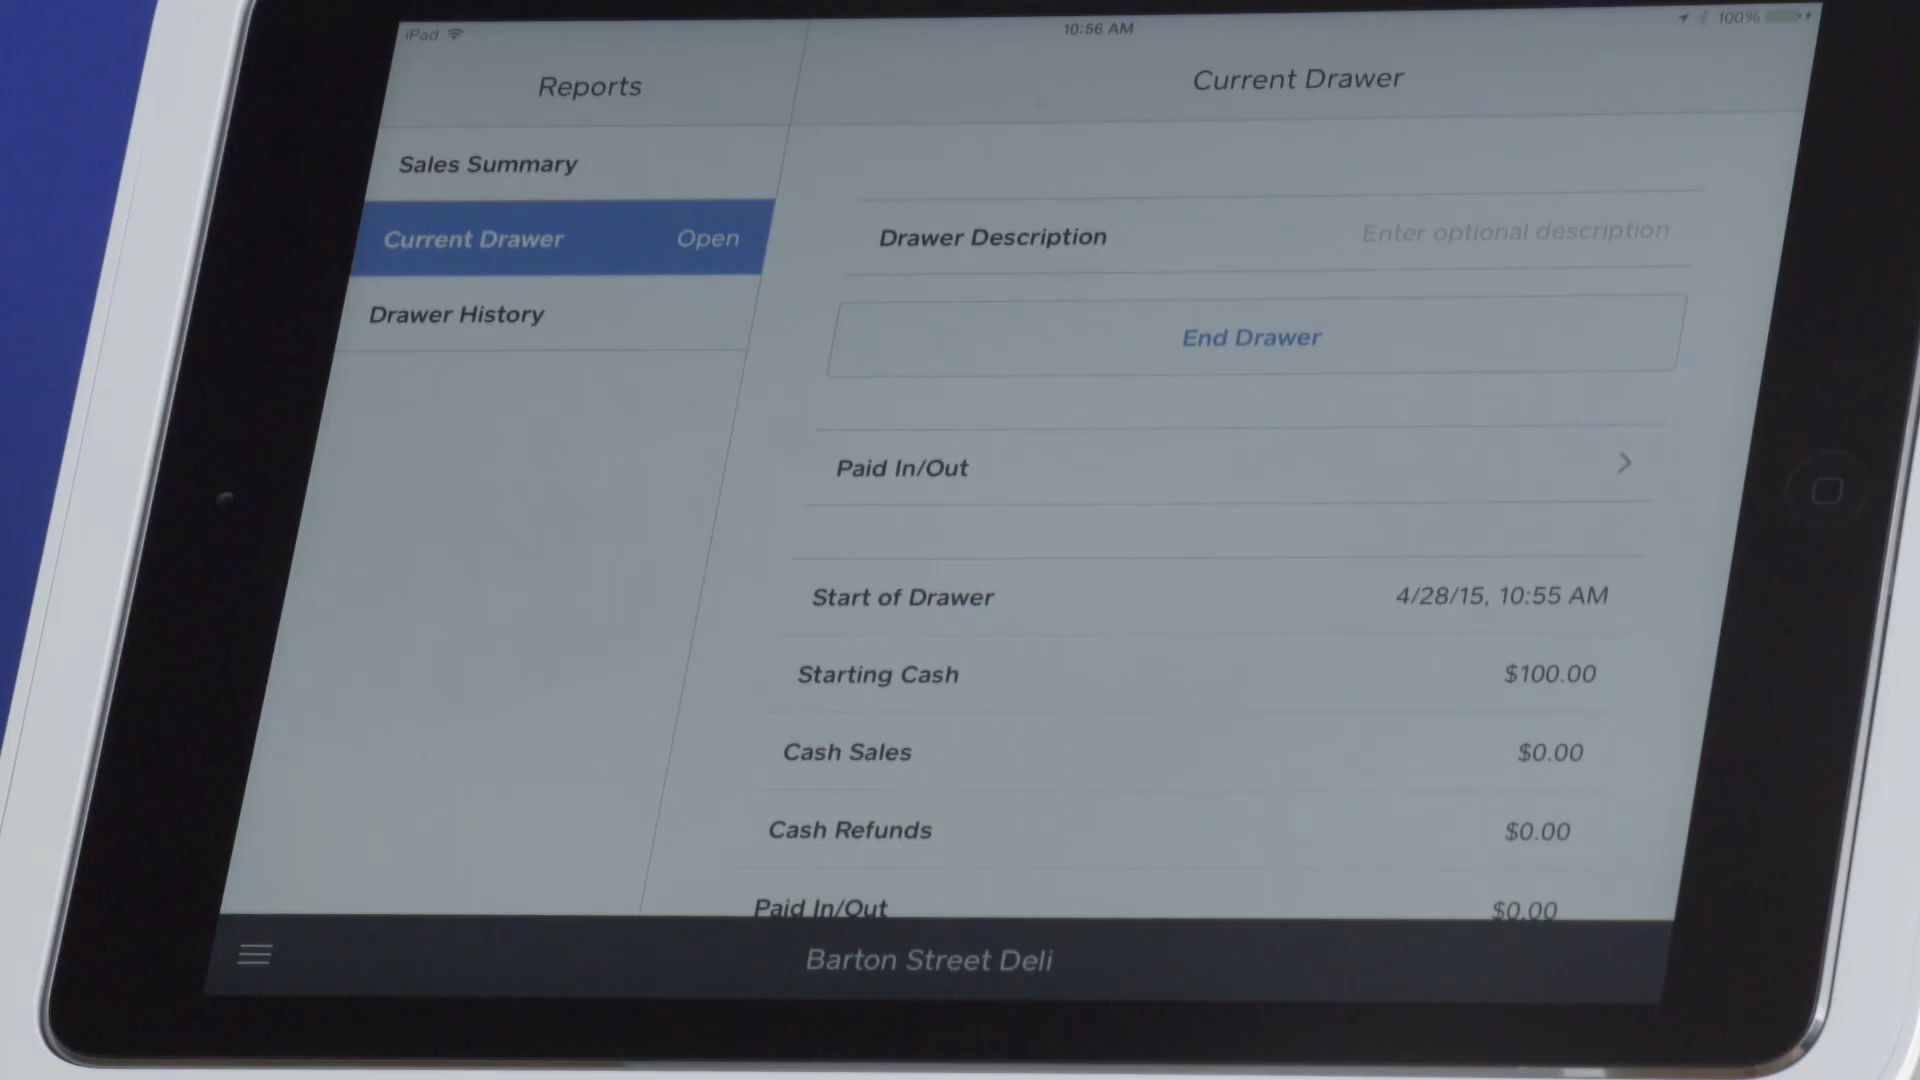 iPad
10:56 AM
100%
Reports
Current Drawer
Sales Summary
Current Drawer Open
Drawer History
Drawer Description Enter optional description
End Drawer
Paid In/Out
Start of Drawer 4/28/15, 10:55 AM
Starting Cash $100.00
Cash Sales $0.00
Cash Refunds $0.00
Paid In/Out $0.00
Barton Street Deli